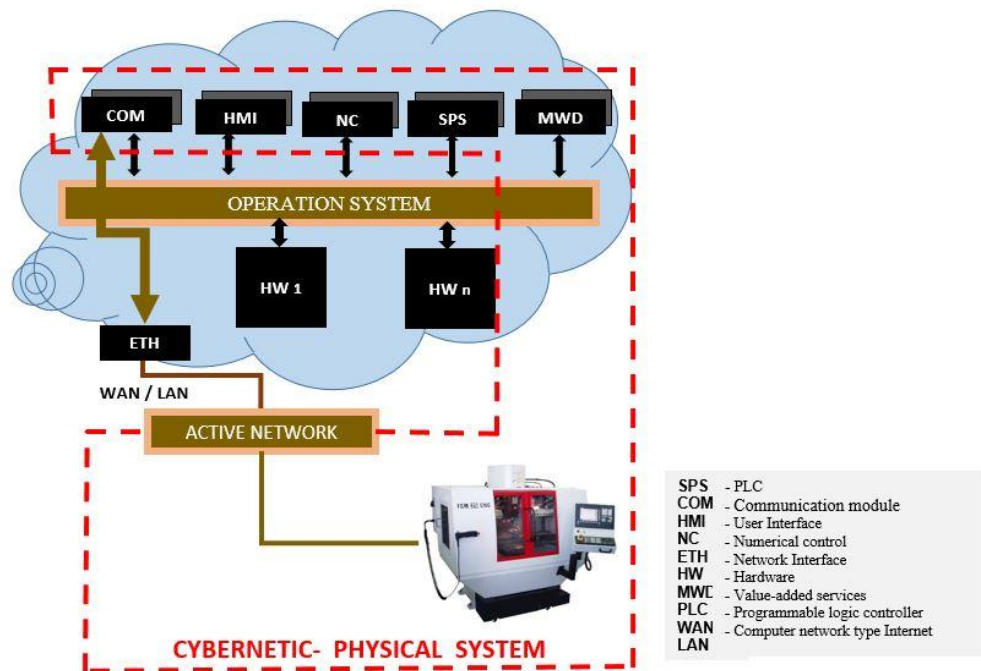 COM
HMI
NC
SPS
MWD
OPERATION SYSTEM
HW 1
HW n
ETH
WAN / LAN
ACTIVE NETWORK
CYBERNETIC- PHYSICAL SYSTEM
SPS - PLC
COM - Communication module
HMI - User Interface
NC - Numerical control
ETH - Network Interface
HW - Hardware
MWD - Value-added services
PLC - Programmable logic controller
WAN - Computer network type Internet
LAN